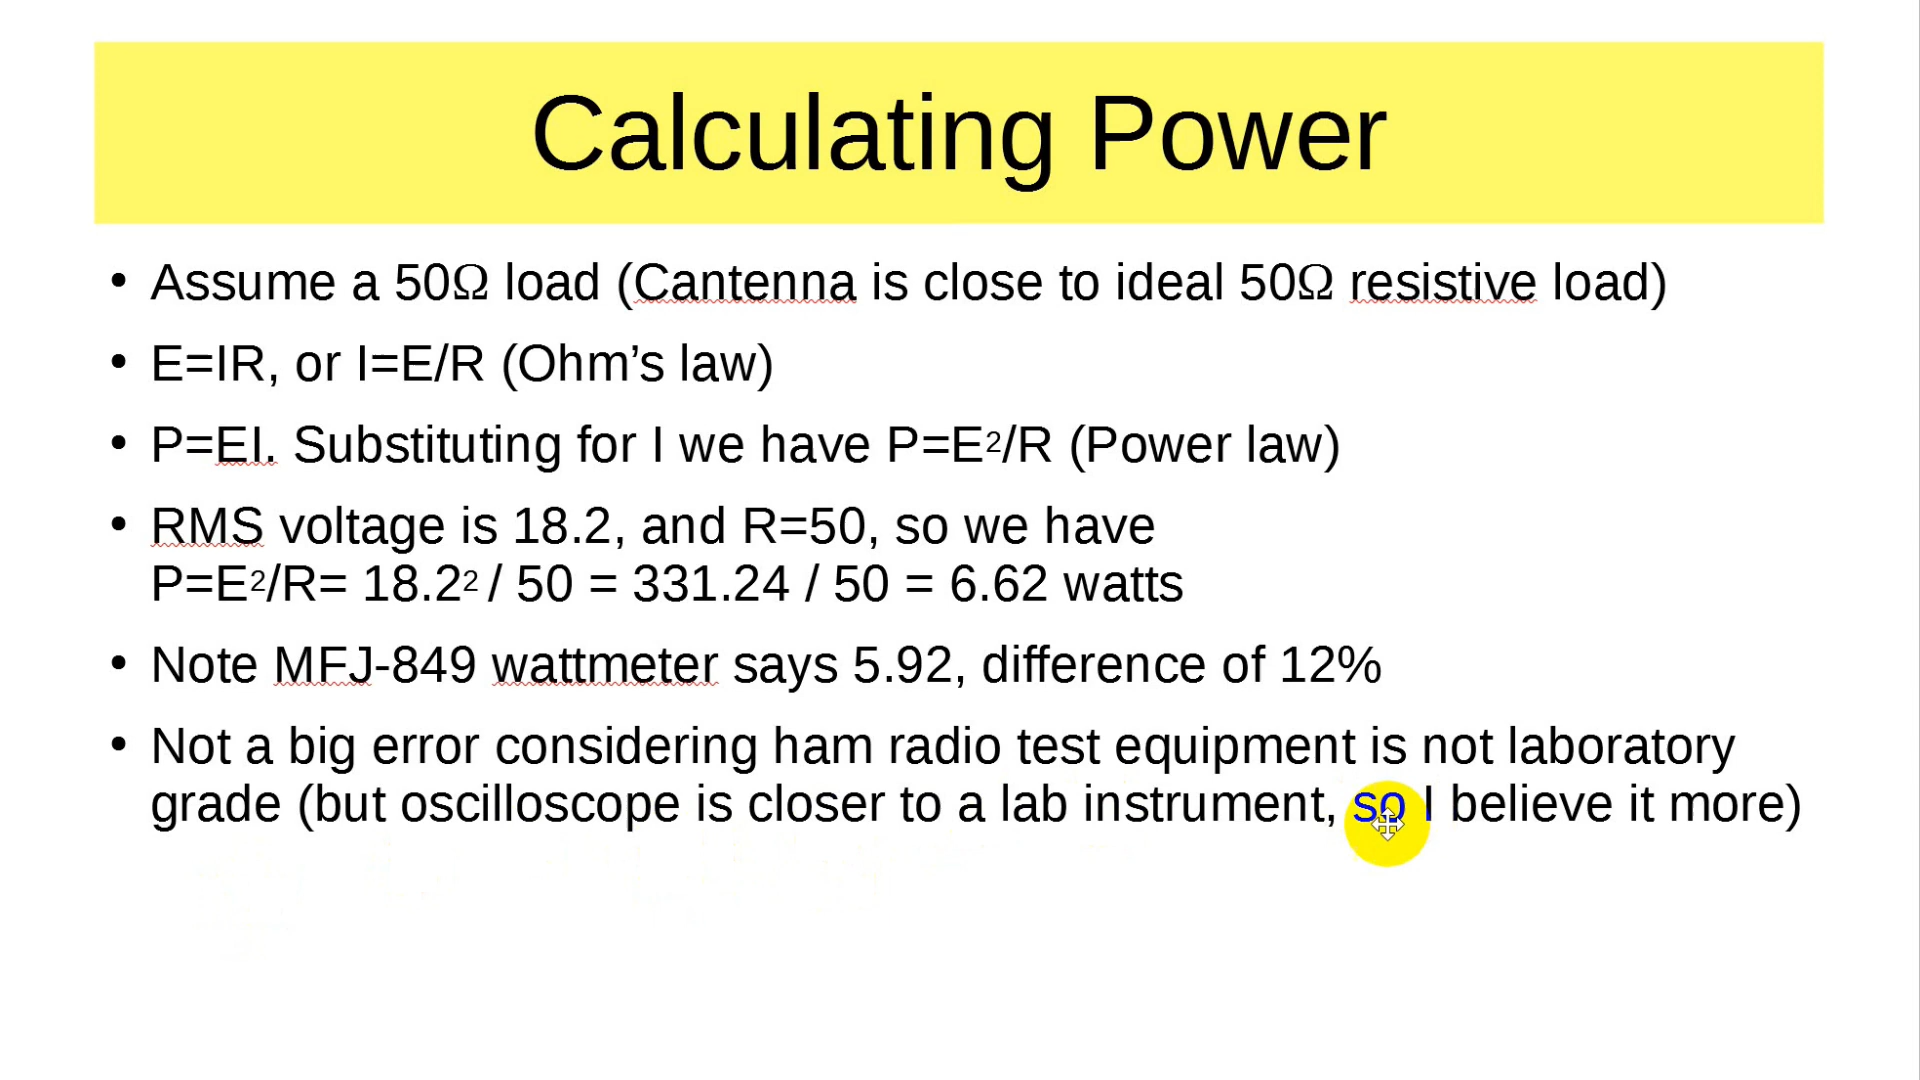 Calculating Power
• Assume a 50Ω load (Cantenna is close to ideal 50Ω resistive load)
• E=IR, or I=E/R (Ohm’s law)
• P=EI. Substituting for I we have P=E²/R (Power law)
• RMS voltage is 18.2, and R=50, so we have
P=E²/R= 18.2² / 50 = 331.24 / 50 = 6.62 watts
• Note MFJ-849 wattmeter says 5.92, difference of 12%
• Not a big error considering ham radio test equipment is not laboratory
grade (but oscilloscope is closer to a lab instrument, so I believe it more)